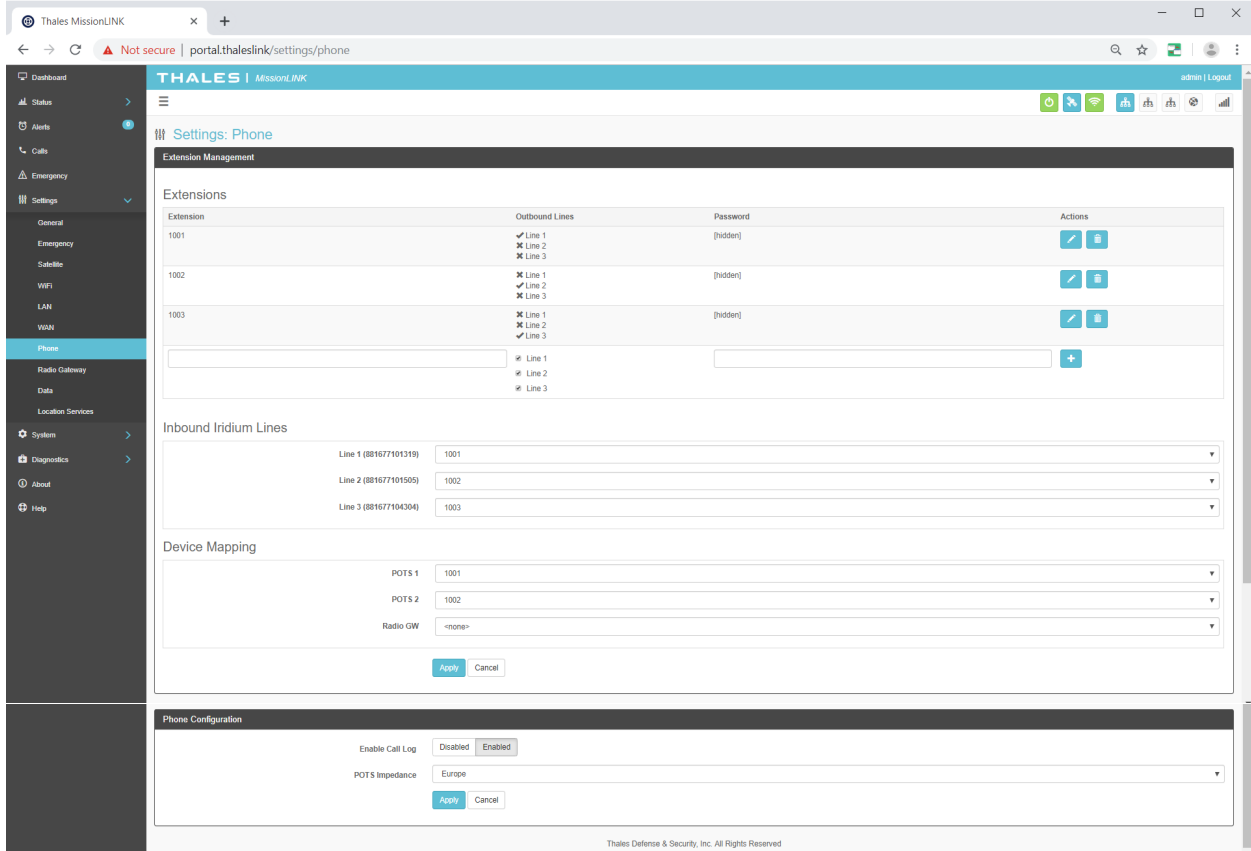 Thales MissionLINK
Not secure | portal.thaleslink/settings/phone
Dashboard
Status
Alerts 0
Calls
Emergency
Settings
General
Emergency
Satellite
WiFi
LAN
WAN
Phone
Radio Gateway
Data
Location Services
System
Diagnostics
About
Help
THALES | MissionLINK
admin | Logout
Settings: Phone
Extension Management
Extensions
Extension Outbound Lines Password Actions
1001 Line 1 [hidden]
Line 2
Line 3
1002 Line 1 [hidden]
Line 2
Line 3
1003 Line 1 [hidden]
Line 2
Line 3
Line 1
Line 2
Line 3
Inbound Iridium Lines
Line 1 (881677101319) 1001
Line 2 (881677101505) 1002
Line 3 (881677104304) 1003
Device Mapping
POTS 1 1001
POTS 2 1002
Radio GW <none>
Apply Cancel
Phone Configuration
Enable Call Log Disabled Enabled
POTS Impedance Europe
Apply Cancel
Thales Defense & Security, Inc. All Rights Reserved